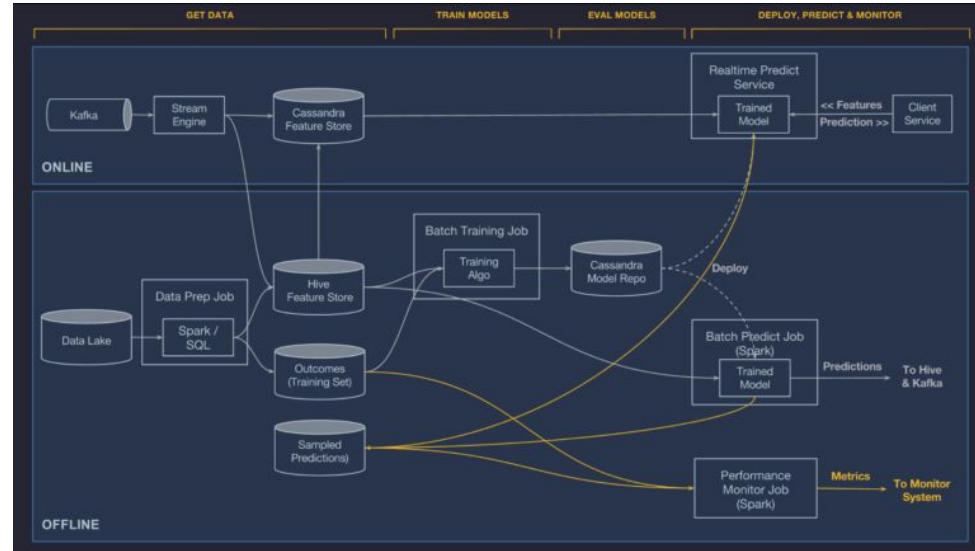 GET DATA
TRAIN MODELS
EVAL MODELS
DEPLOY, PREDICT & MONITOR
Kafka
Stream
Engine
Cassandra
Feature Store
Realtime Predict
Service
Trained
Model
<< Features
Prediction >>
Client
Service
ONLINE
Batch Training Job
Training
Algo
Cassandra
Model Repo
Deploy
Hive
Feature Store
Data Prep Job
Spark /
SQL
Data Lake
Outcomes
(Training Set)
Batch Predict Job
(Spark)
Trained
Model
Predictions
To Hive
& Kafka
Sampled
Predictions)
Performance
Monitor Job
(Spark)
Metrics
To Monitor
System
OFFLINE